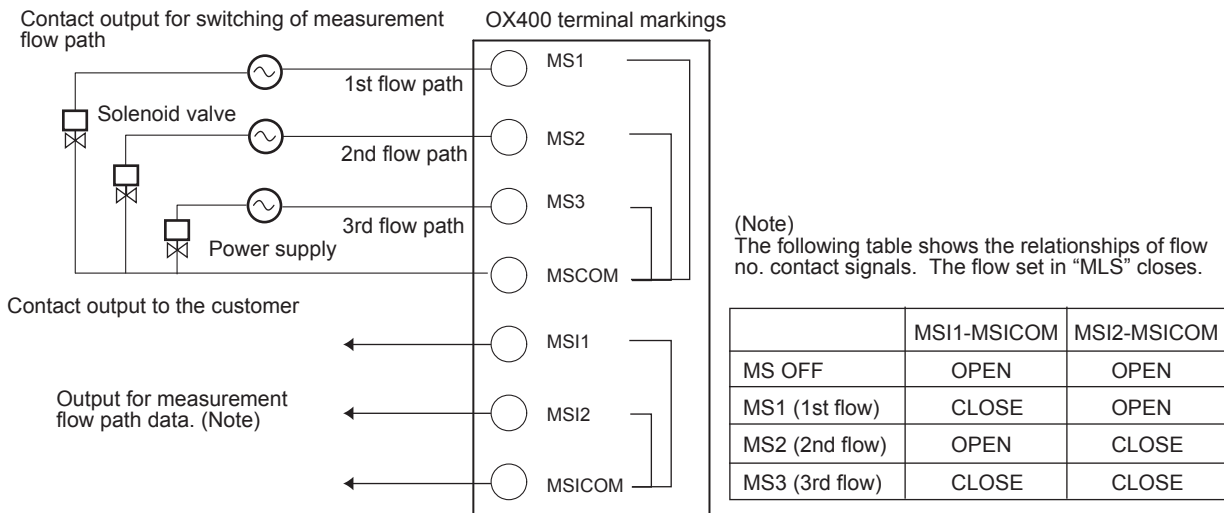 Contact output for switching of measurement
flow path
OX400 terminal markings
MS1
1st flow path
Solenoid valve
MS2
2nd flow path
MS3
3rd flow path
Power supply
MSCOM
Contact output to the customer
MSI1
Output for measurement
flow path data. (Note)
MSI2
MSICOM
(Note)
The following table shows the relationships of flow
no. contact signals. The flow set in “MLS” closes.
MSI1-MSICOM MSI2-MSICOM
MS OFF OPEN OPEN
MS1 (1st flow) CLOSE OPEN
MS2 (2nd flow) OPEN CLOSE
MS3 (3rd flow) CLOSE CLOSE